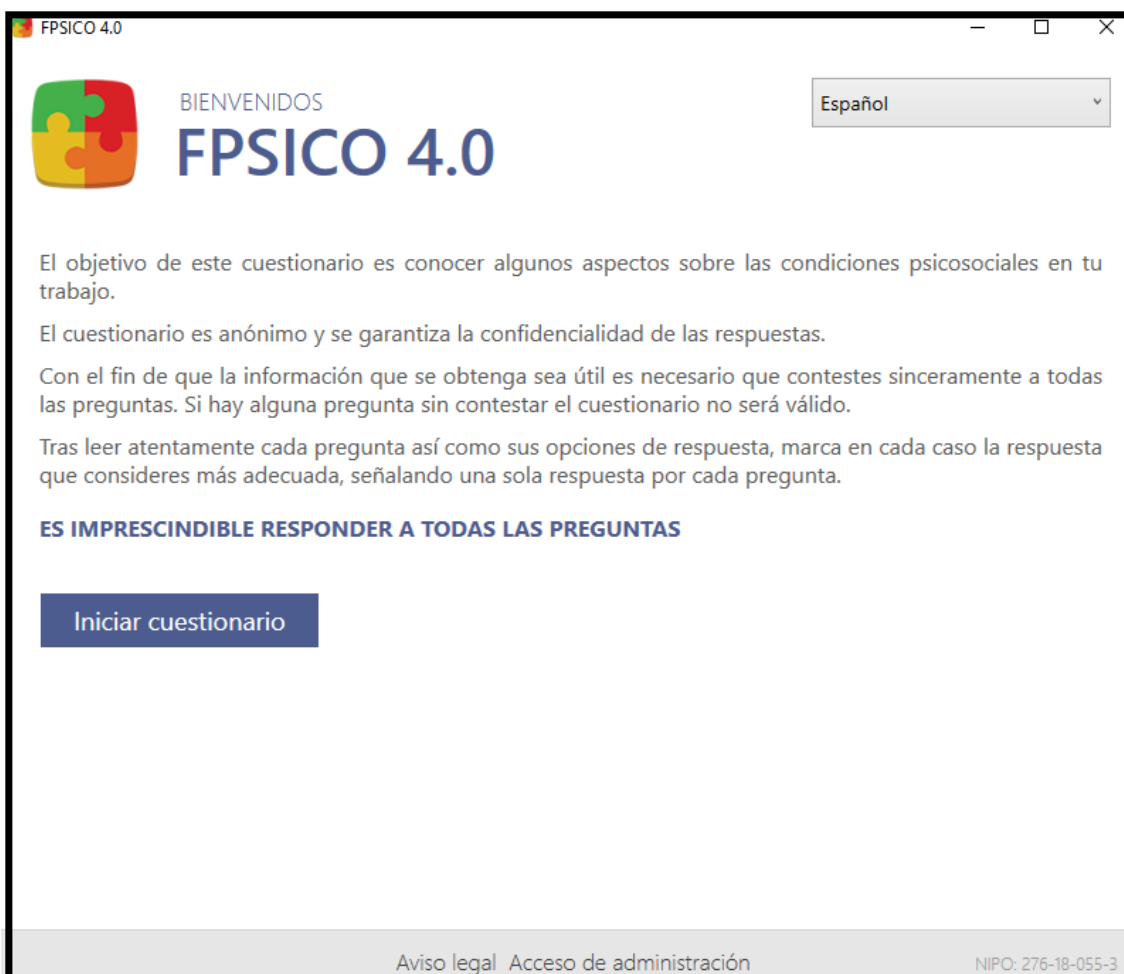 FPSICO 4.0
BIENVENIDOS
FPSICO 4.0
Español
El objetivo de este cuestionario es conocer algunos aspectos sobre las condiciones psicosociales en tu
trabajo.
El cuestionario es anónimo y se garantiza la confidencialidad de las respuestas.
Con el fin de que la información que se obtenga sea útil es necesario que contestes sinceramente a todas
las preguntas. Si hay alguna pregunta sin contestar el cuestionario no será válido.
Tras leer atentamente cada pregunta así como sus opciones de respuesta, marca en cada caso la respuesta
que consideres más adecuada, señalando una sola respuesta por cada pregunta.
ES IMPRESCINDIBLE RESPONDER A TODAS LAS PREGUNTAS
Iniciar cuestionario
Aviso legal Acceso de administración
NIPO: 276-18-055-3